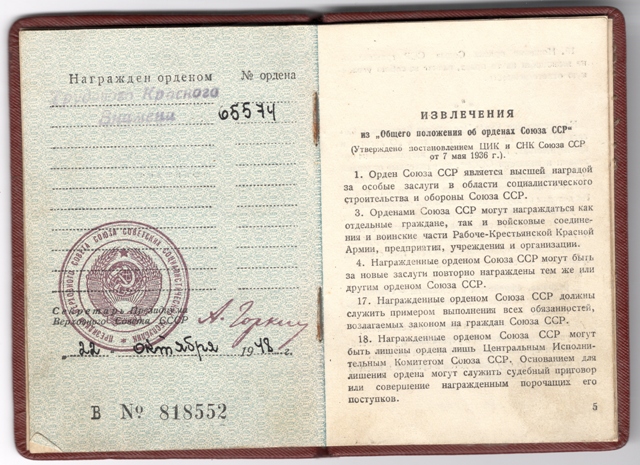 Награжден орденом № ордена
Трудового Красного
Знамени
65574
Секретарь Президиума
Верховного Совета СССР
А. Горкин
„22 октября 1948 г.
В № 818552
ИЗВЛЕЧЕНИЯ
из „Общего положения об орденах Союза ССР“
(Утверждено постановлением ЦИК и СНК Союза ССР
от 7 мая 1936 г.).
1. Орден Союза ССР является высшей наградой
за особые заслуги в области социалистического
строительства и обороны Союза ССР.
3. Орденами Союза ССР могут награждаться как
отдельные граждане, так и войсковые соедине-
ния и воинские части Рабоче-Крестьянской Красной
Армии, предприятия, учреждения и организации.
4. Награжденные орденом Союза ССР могут быть
за новые заслуги повторно награждены тем же или
другим орденом Союза ССР.
17. Награжденные орденом Союза ССР должны
служить примером выполнения всех обязанностей,
возлагаемых законом на граждан Союза ССР.
18. Награжденные орденом Союза ССР могут
быть лишены ордена лишь Центральным Исполни-
тельным Комитетом Союза ССР. Основанием для
лишения ордена могут служить судебный приговор
или совершение награжденным порочащих его
поступков.
5